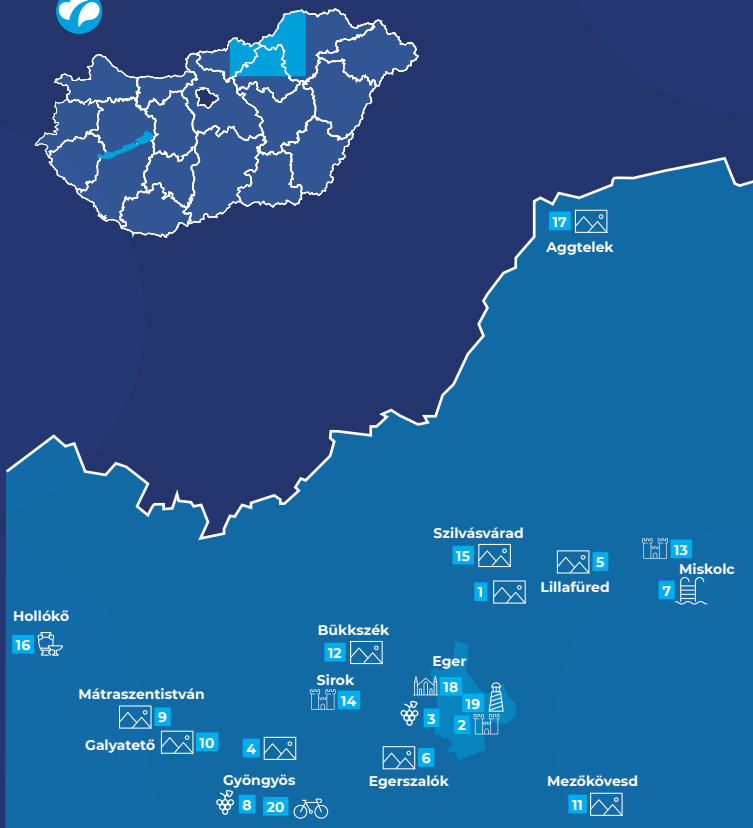 17
Aggtelek
Szilvásvárad
15
5
13
1
Lillafüred
Miskolc
7
Hollókő
16
Bükkszék
12
Eger
Sirok
14
18
19
3
2
Mátraszentistván
9
Galyatető
10
4
6
Egerszalók
Gyöngyös
8
20
Mezőkövesd
11